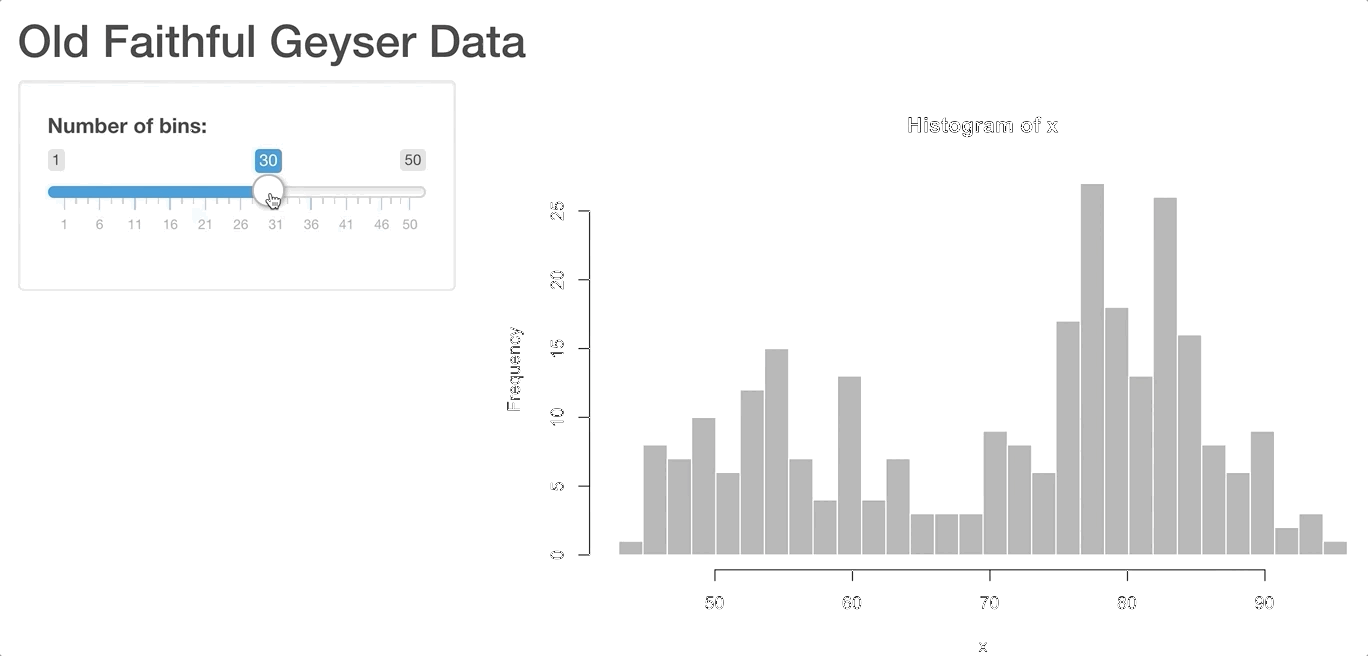 Old Faithful Geyser Data
Number of bins:
1 30 50
1 6 11 16 21 26 31 36 41 46 50
Histogram of x
Frequency
25
20
15
10
5
0
50 60 70 80 90
x